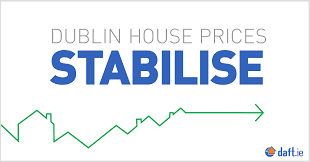 DUBLIN HOUSE PRICES
STABILISE
daft.ie